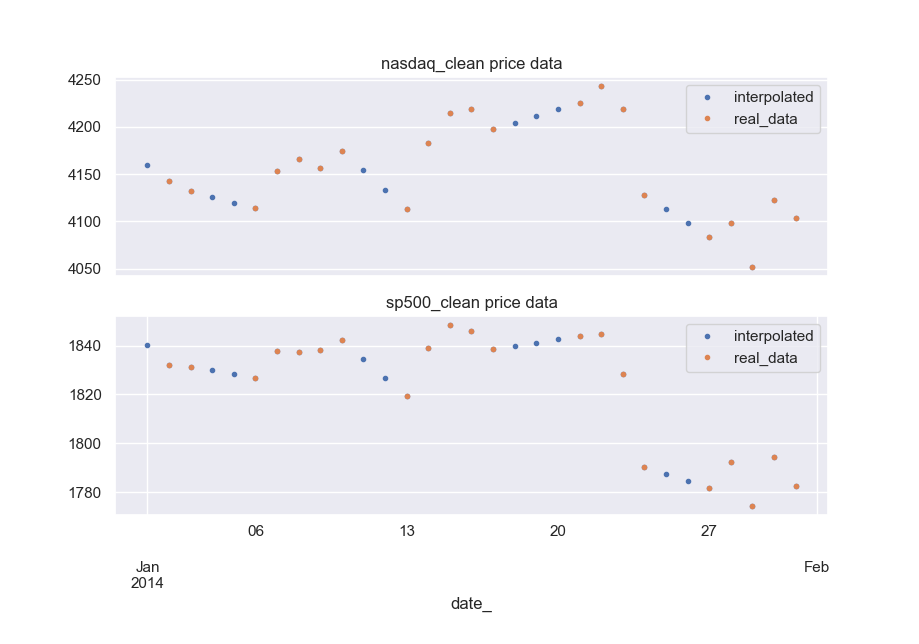 nasdaq_clean price data
4250
4200
4150
4100
4050
interpolated
real_data
sp500_clean price data
1840
1820
1800
1780
interpolated
real_data
06
13
20
27
Jan
2014
Feb
date_